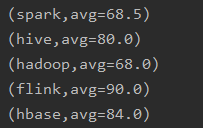 (spark,avg=68.5)
(hive,avg=80.0)
(hadoop,avg=68.0)
(flink,avg=90.0)
(hbase,avg=84.0)